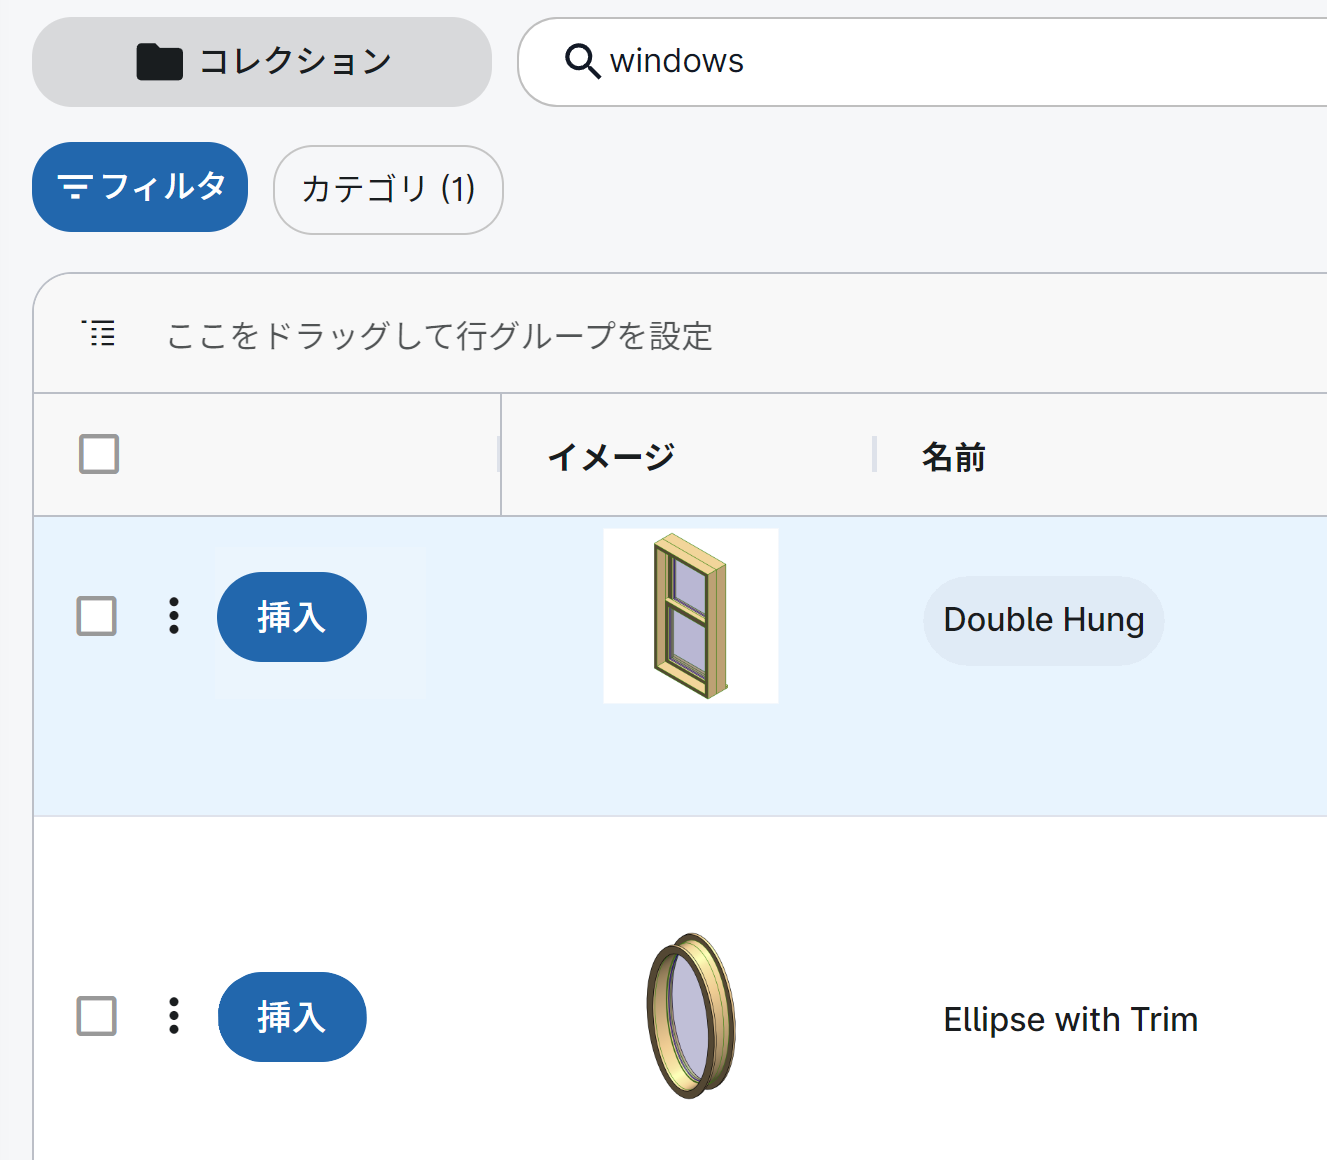 コレクション
windows
フィルタ
カテゴリ (1)
ここをドラッグして行グループを設定
イメージ
名前
挿入
Double Hung
挿入
Ellipse with Trim